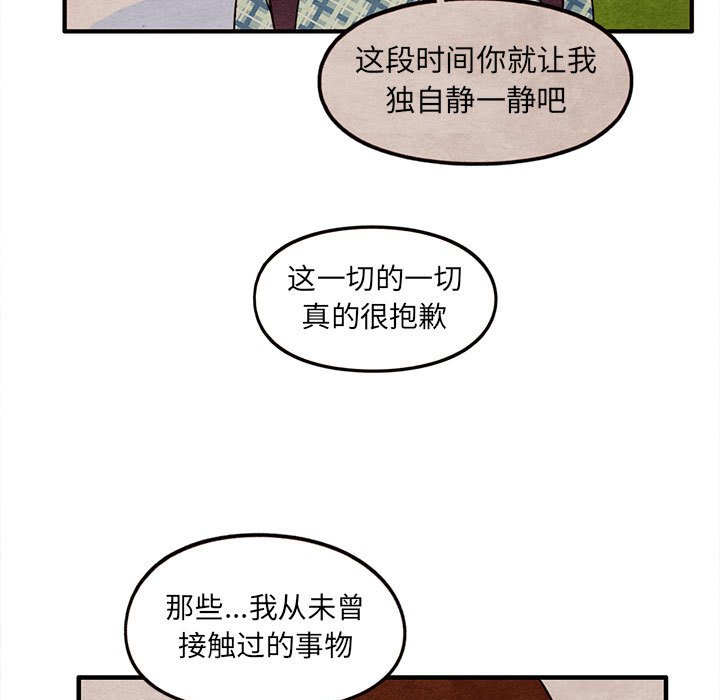 这段时间你就让我
独自静一静吧
这一切的一切
真的很抱歉
那些...我从未曾
接触过的事物